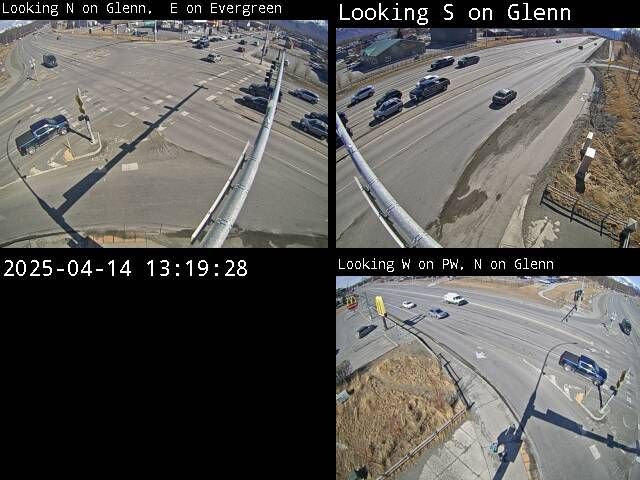 Looking N on Glenn, E on Evergreen
Looking S on Glenn
2025-04-14 13:19:28
Looking W on PW, N on Glenn